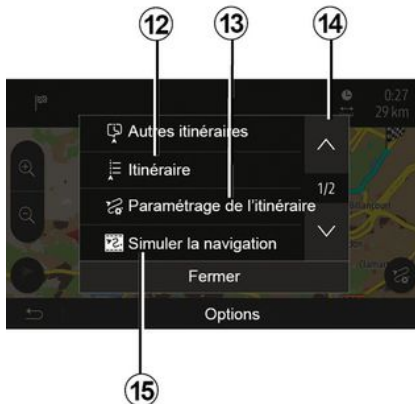 12 13 14
0:27
29 km
Autres itinéraires
Itinéraire
1/2
Paramétrage de l'itinéraire
Simuler la navigation
Fermer
Options
15